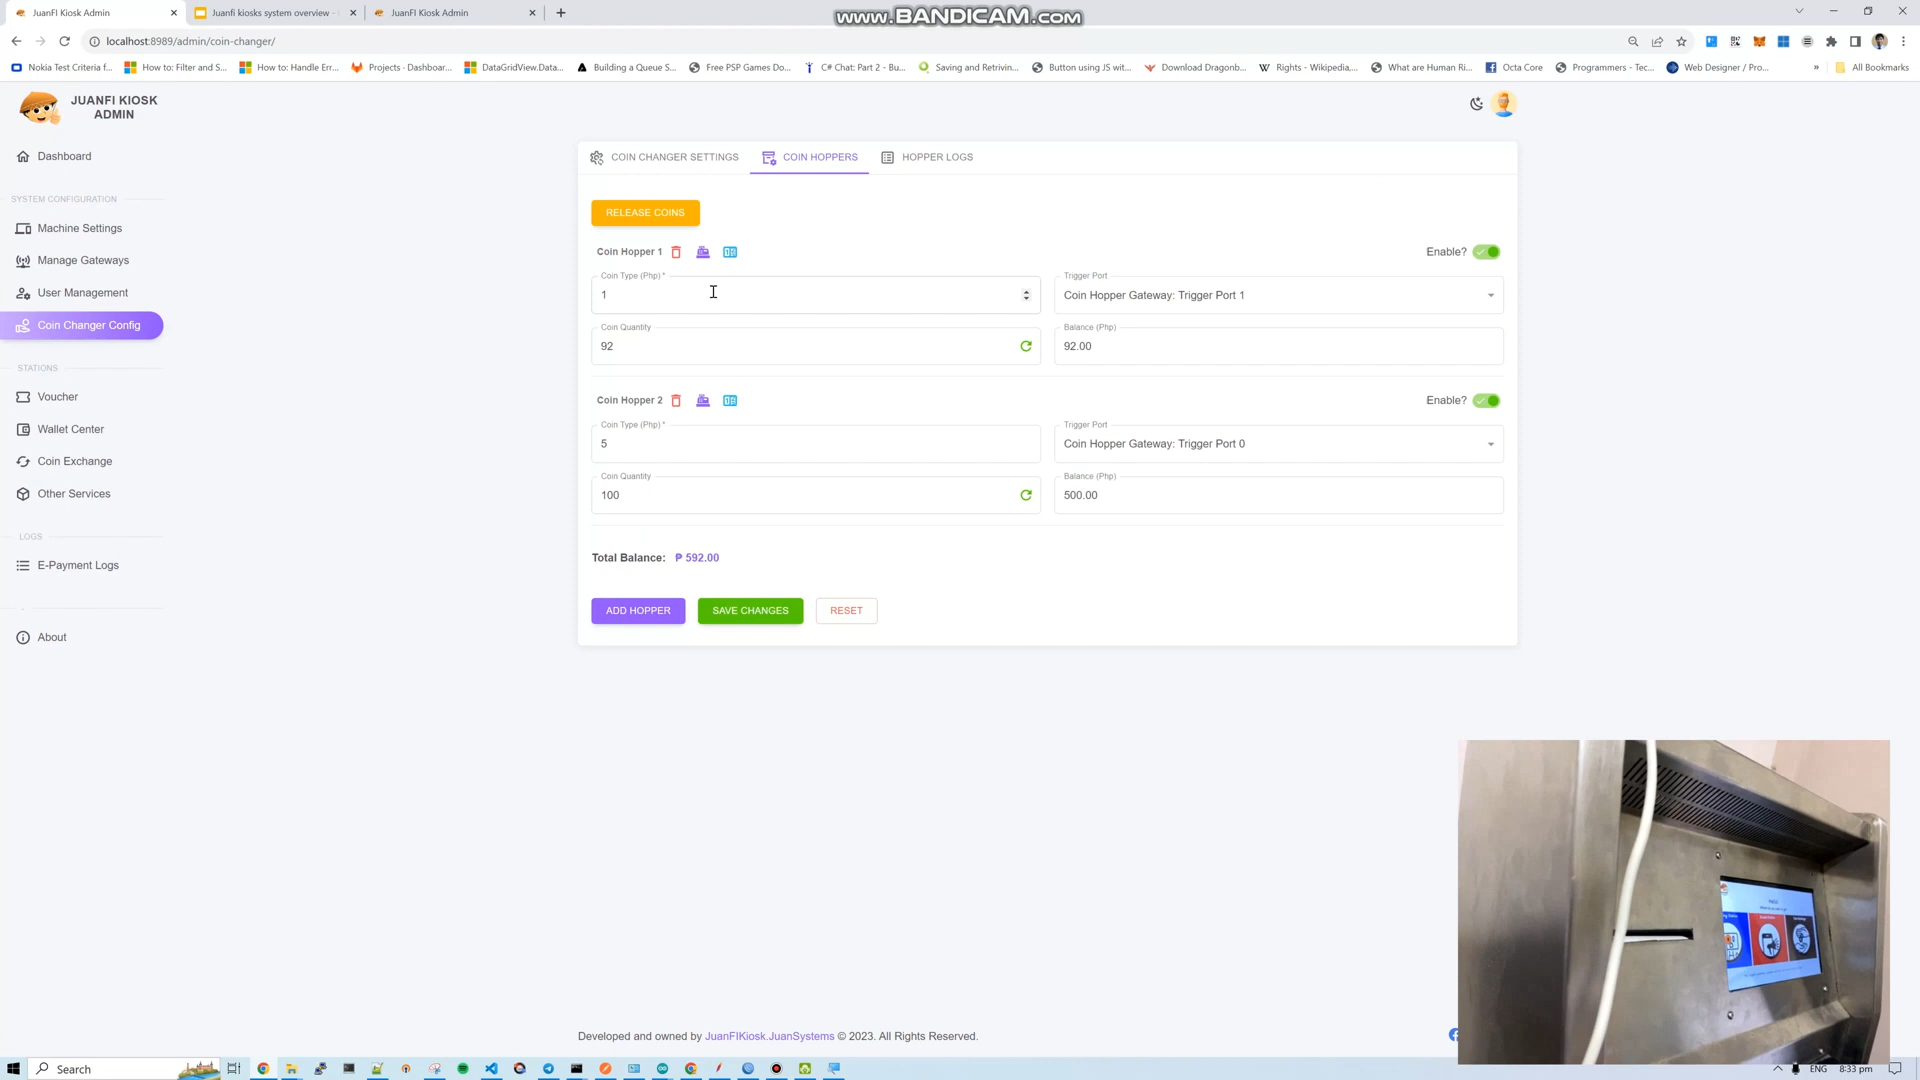 JuanFI Kiosk Admin
Juanfi kiosks system overview -
JuanFI Kiosk Admin
www.BANDICAM.com
localhost:8989/admin/coin-changer/
Nokia Test Criteria f...
How to: Filter and S...
How to: Handle Err...
Projects · Dashboar...
DataGridView.Data...
Building a Queue S...
Free PSP Games Do...
C# Chat: Part 2 - Bu...
Saving and Retrivin...
Button using JS wit...
Download Dragonb...
Rights - Wikipedia,...
What are Human Ri...
Octa Core
Programmers - Tec...
Web Designer / Pro...
»
All Bookmarks
JUANFI KIOSK
ADMIN
Dashboard
SYSTEM CONFIGURATION
Machine Settings
Manage Gateways
User Management
Coin Changer Config
STATIONS
Voucher
Wallet Center
Coin Exchange
Other Services
LOGS
E-Payment Logs
About
COIN CHANGER SETTINGS
COIN HOPPERS
HOPPER LOGS
RELEASE COINS
Coin Hopper 1
Enable?
Coin Type (Php) *
1
Trigger Port
Coin Hopper Gateway: Trigger Port 1
Coin Quantity
92
Balance (Php)
92.00
Coin Hopper 2
Enable?
Coin Type (Php) *
5
Trigger Port
Coin Hopper Gateway: Trigger Port 0
Coin Quantity
100
Balance (Php)
500.00
Total Balance: ₱ 592.00
ADD HOPPER
SAVE CHANGES
RESET
Developed and owned by JuanFIKiosk.JuanSystems © 2023. All Rights Reserved.
Search
ENG
8:33 pm